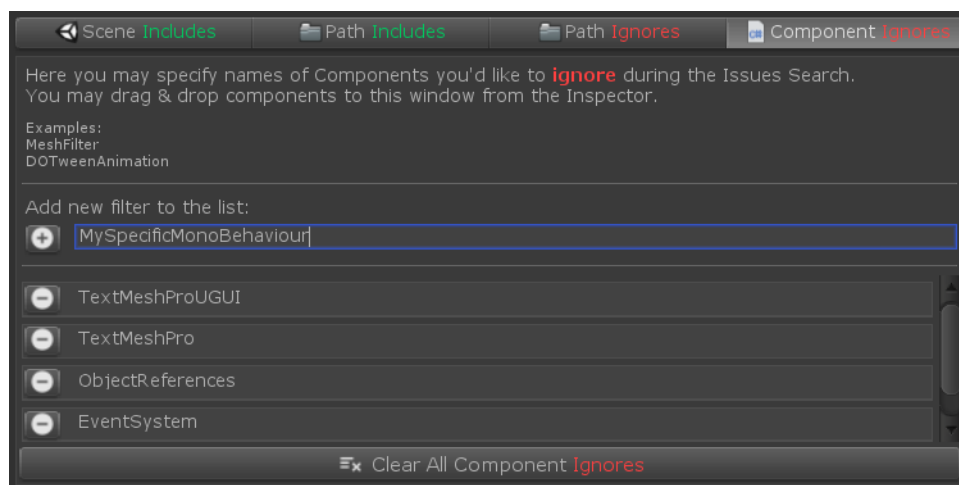 Scene Includes
Path Includes
Path Ignores
c#
Component Ignores
Here you may specify names of Components you'd like to ignore during the Issues Search.
You may drag & drop components to this window from the Inspector.
Examples:
MeshFilter
DOTweenAnimation
Add new filter to the list:
MySpecificMonoBehaviour
TextMeshProUGUI
TextMeshPro
ObjectReferences
EventSystem
Clear All Component Ignores